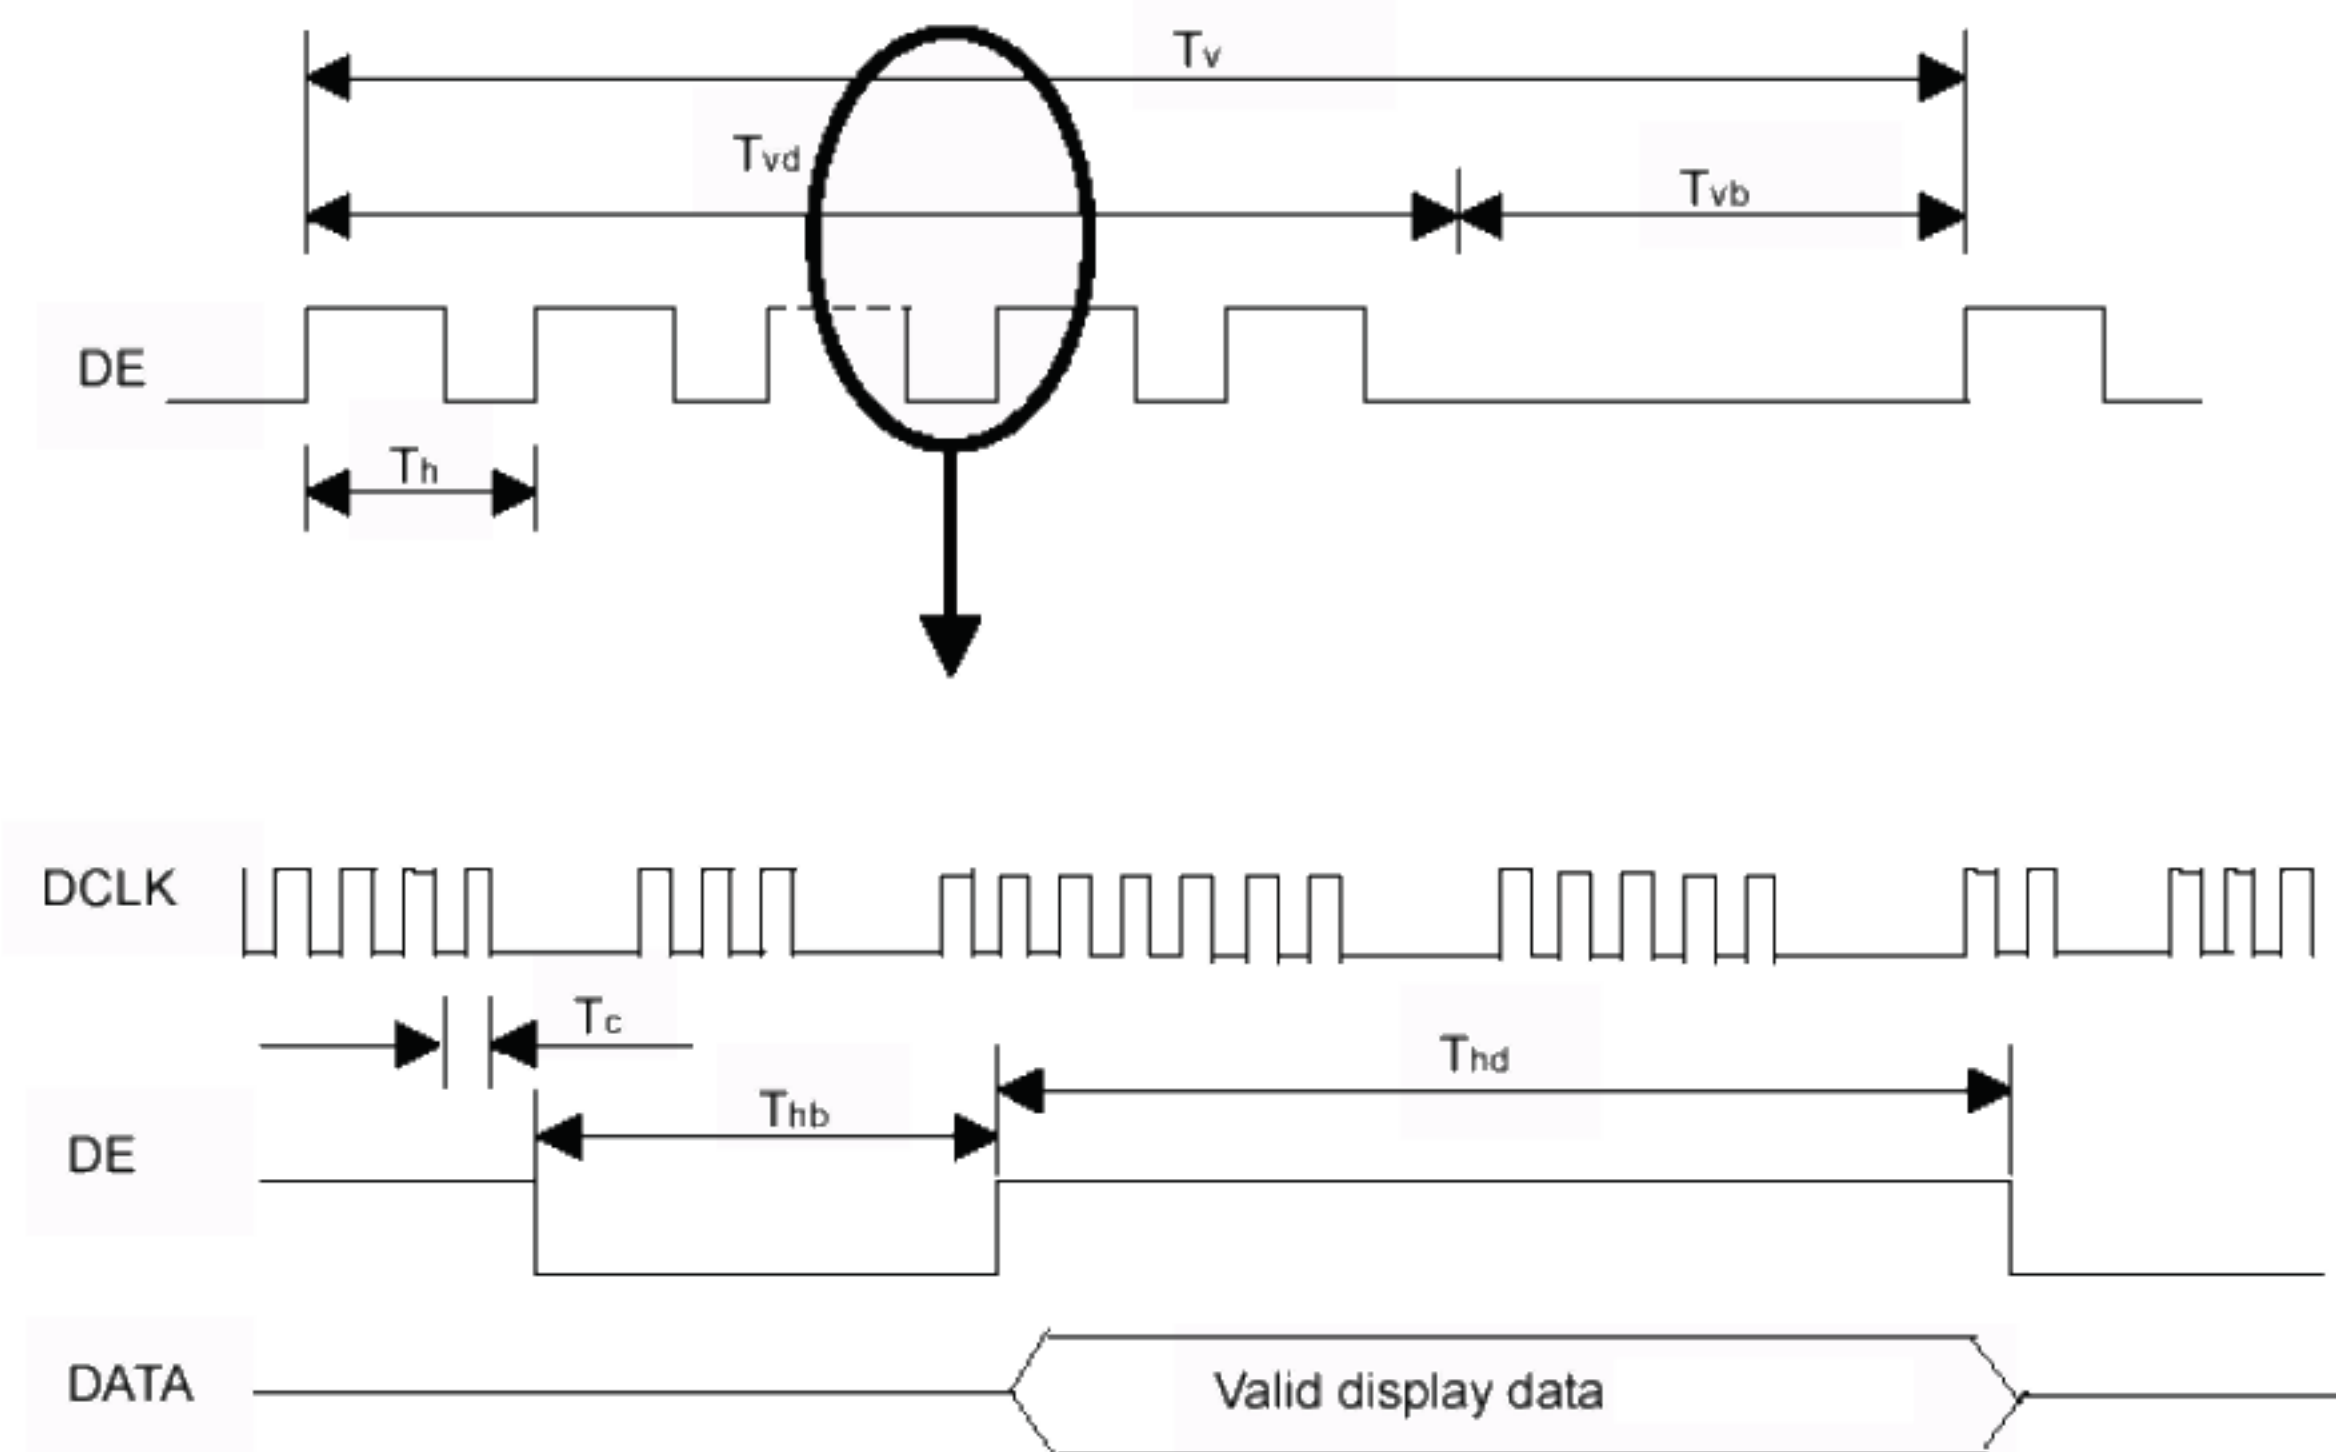 Tv
Tvd
Tvb
DE
Th
DCLK
Tc
Thd
Thb
DE
DATA
Valid display data